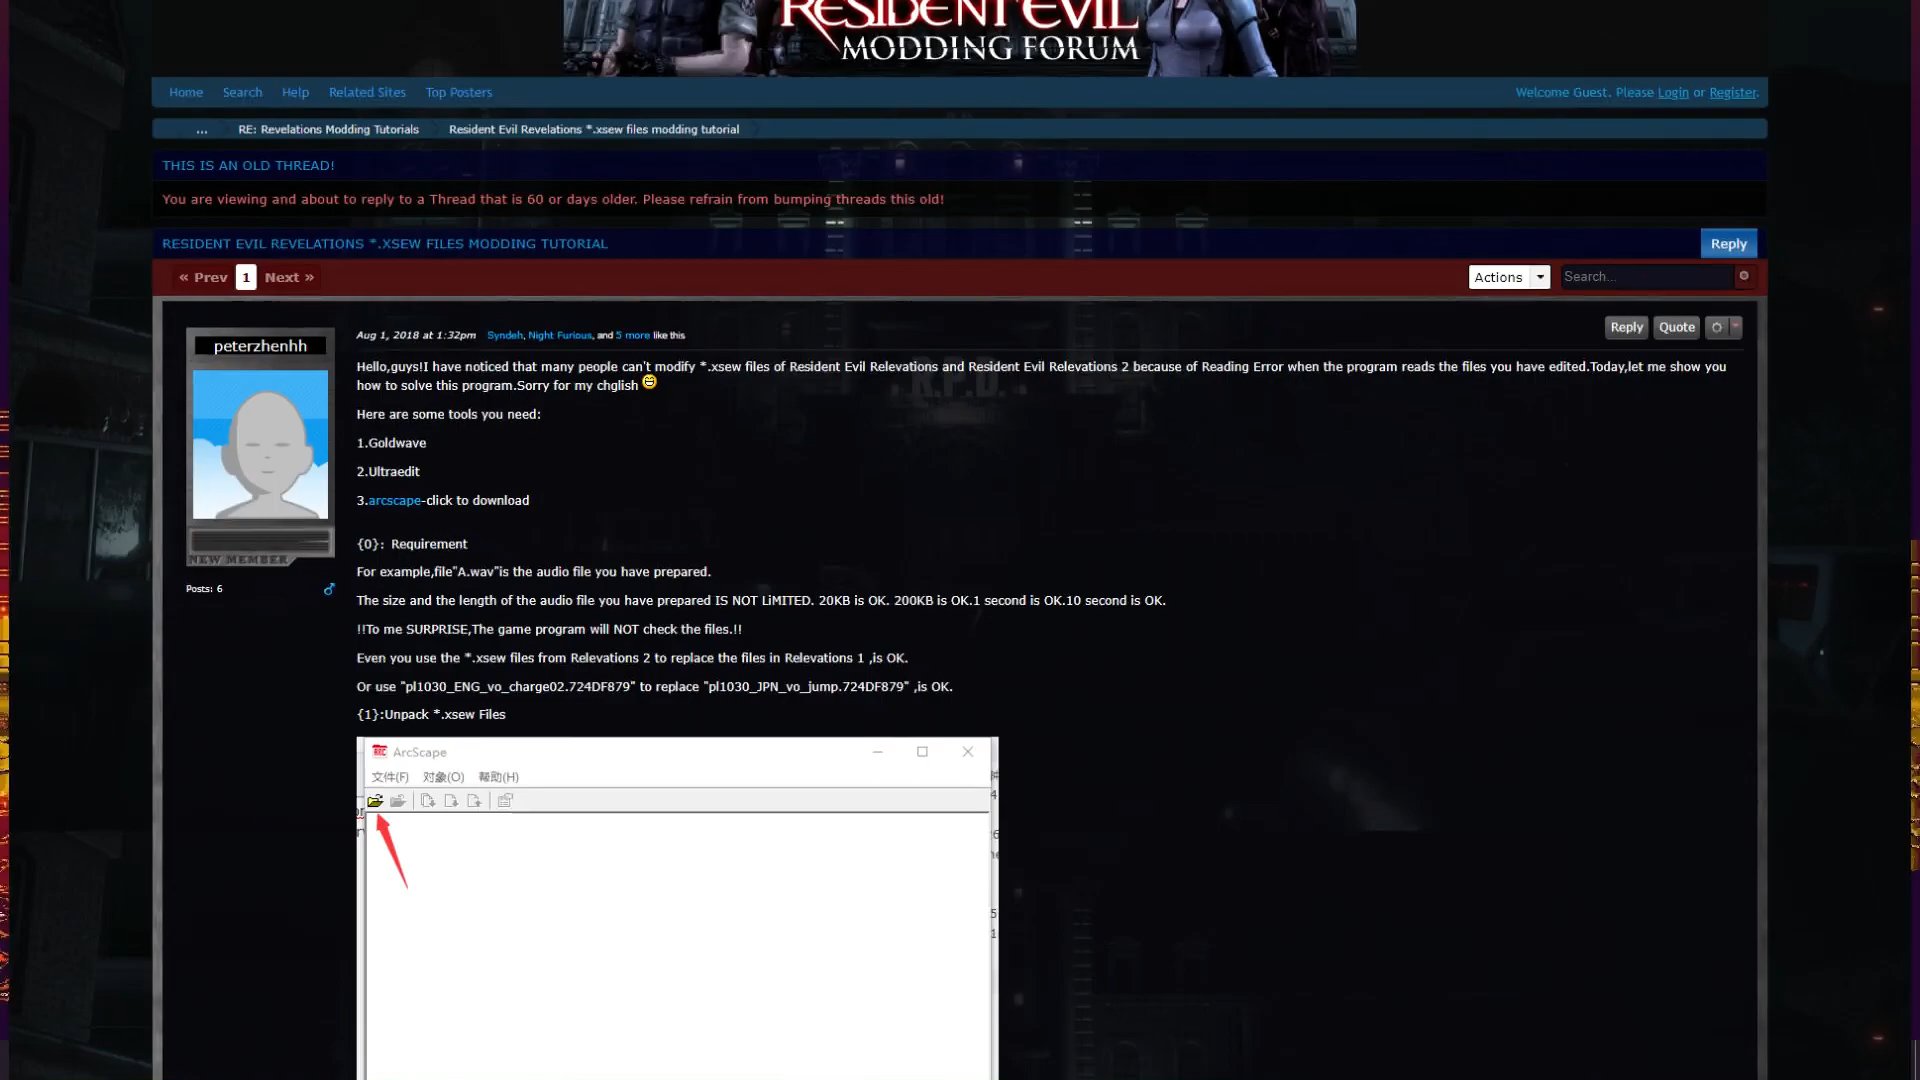 RESIDENT EVIL
MODDING FORUM
Home Search Help Related Sites Top Posters Welcome Guest. Please Login or Register.
... RE: Revelations Modding Tutorials Resident Evil Revelations *.xsew files modding tutorial
THIS IS AN OLD THREAD!
You are viewing and about to reply to a Thread that is 60 or days older. Please refrain from bumping threads this old!
RESIDENT EVIL REVELATIONS *.XSEW FILES MODDING TUTORIAL Reply
« Prev 1 Next » Actions Search...
peterzhenhh
NEW MEMBER
Posts: 6
Aug 1, 2018 at 1:32pm Syndeh, Night Furious, and 5 more like this Reply Quote
Hello,guys!I have noticed that many people can't modify *.xsew files of Resident Evil Relevations and Resident Evil Relevations 2 because of Reading Error when the program reads the files you have edited.Today,let me show you
how to solve this program.Sorry for my chglish
Here are some tools you need:
1.Goldwave
2.Ultraedit
3.arcscape-click to download
{0}: Requirement
For example,file"A.wav"is the audio file you have prepared.
The size and the length of the audio file you have prepared IS NOT LiMITED. 20KB is OK. 200KB is OK.1 second is OK.10 second is OK.
!!To me SURPRISE,The game program will NOT check the files.!!
Even you use the *.xsew files from Relevations 2 to replace the files in Relevations 1 ,is OK.
Or use "pl1030_ENG_vo_charge02.724DF879" to replace "pl1030_JPN_vo_jump.724DF879" ,is OK.
{1}:Unpack *.xsew Files
ARC ArcScape
文件(F) 对象(O) 帮助(H)
R.P.D.